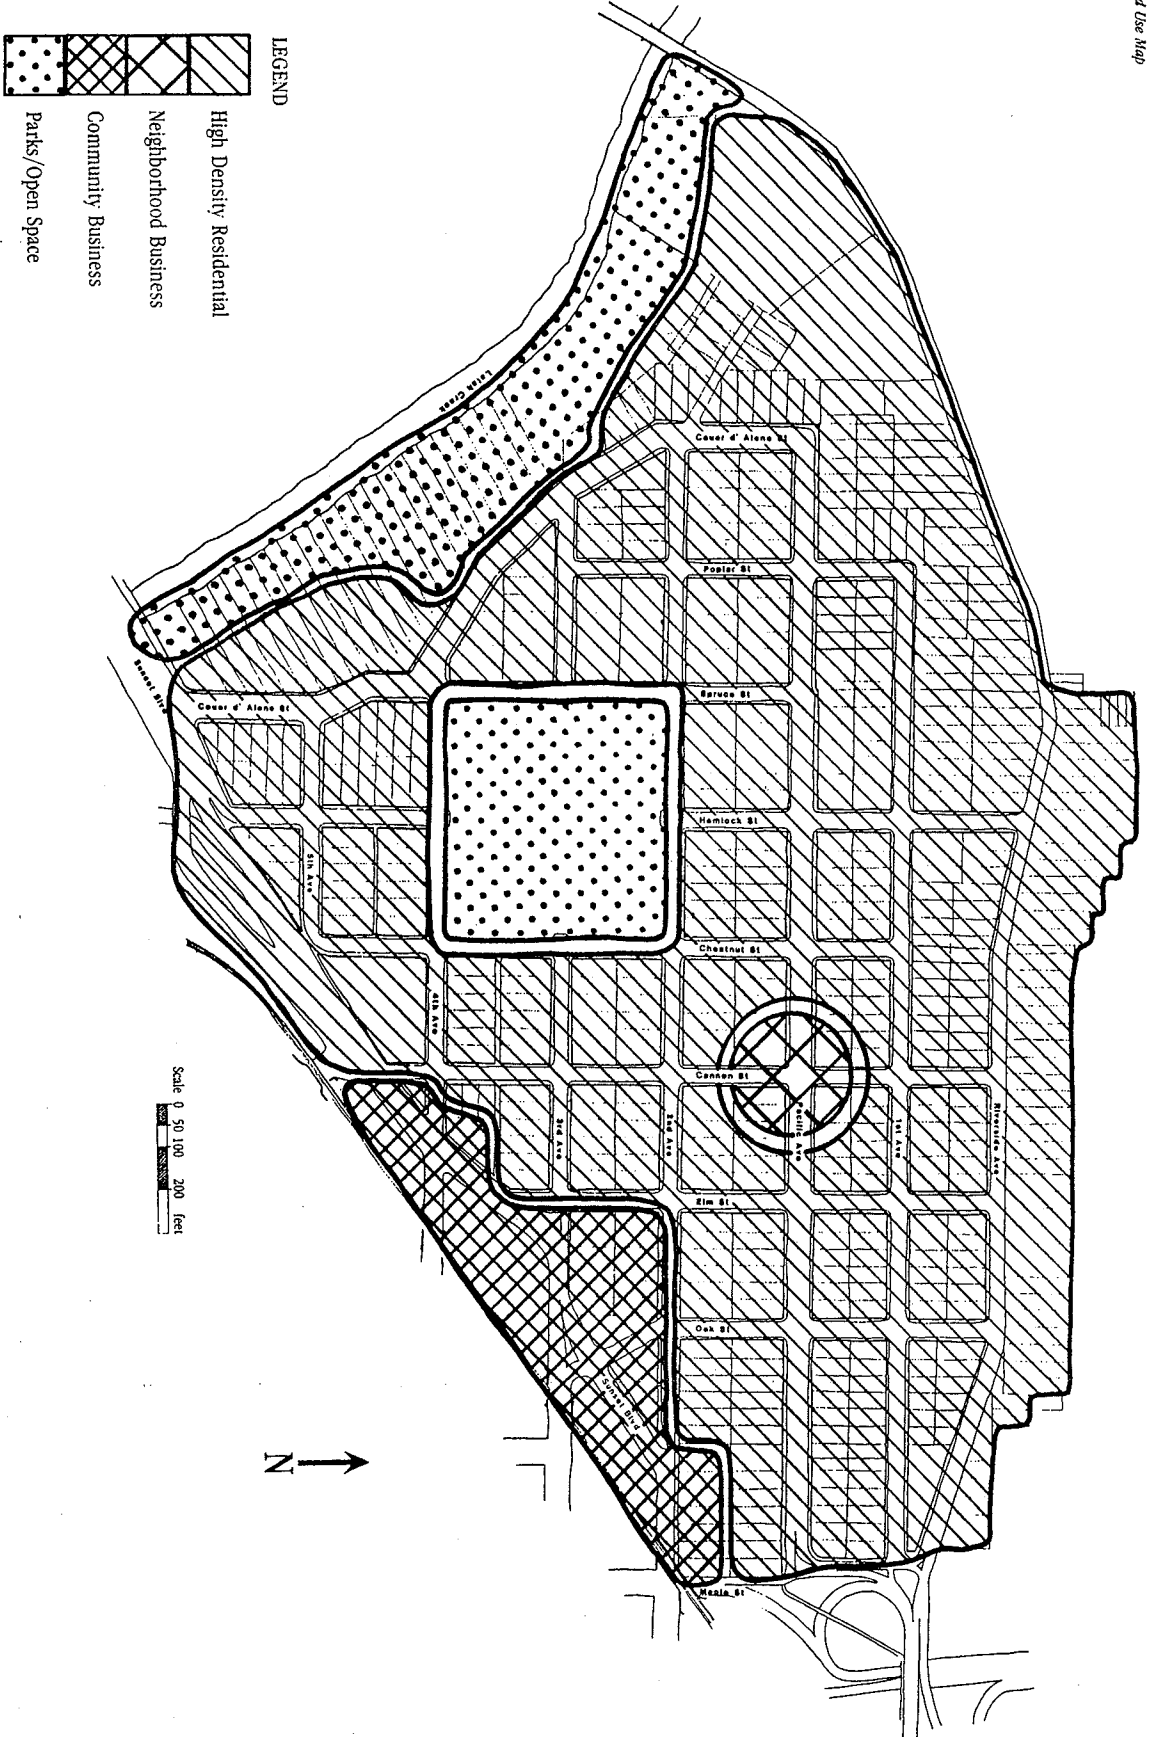 d Use Map
LEGEND
High Density Residential
Neighborhood Business
Community Business
Parks/Open Space
Latah Creek
Sunset Blvd
Couer d' Alene St
Couer d' Alene St
Poplar St
Spruce St
Hemlock St
Chestnut St
Cannon St
Elm St
Oak St
Maple St
Riverside Ave
1st Ave
Pacific Ave
2nd Ave
3rd Ave
4th Ave
5th Ave
Sunset Blvd
Scale 0 50 100 200 feet
N